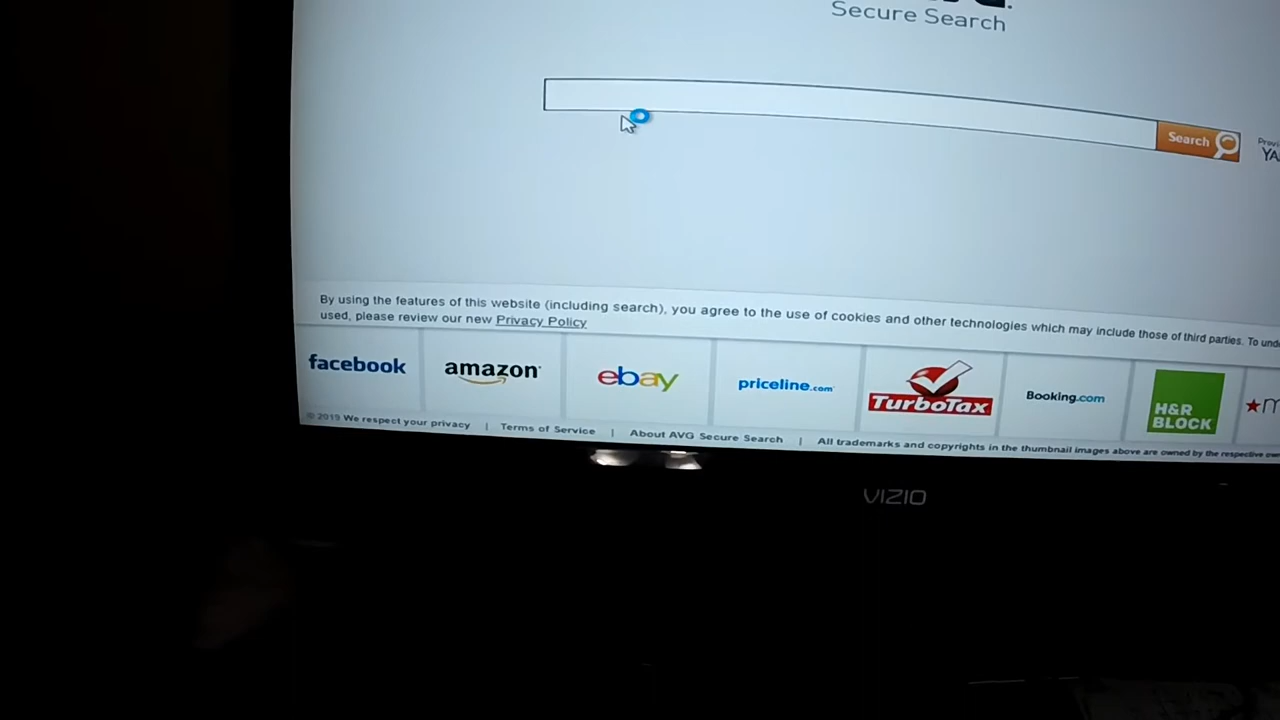 Secure Search
Search
By using the features of this website (including search), you agree to the use of cookies and other technologies which may include those of third parties. To
used, please review our new Privacy Policy
facebook
amazon
ebay
priceline.com
TurboTax
Booking.com
H&R
BLOCK
© 2019 We respect your privacy | Terms of Service | About AVG Secure Search | All trademarks and copyrights in the thumbnail images above are owned by the respective
VIZIO